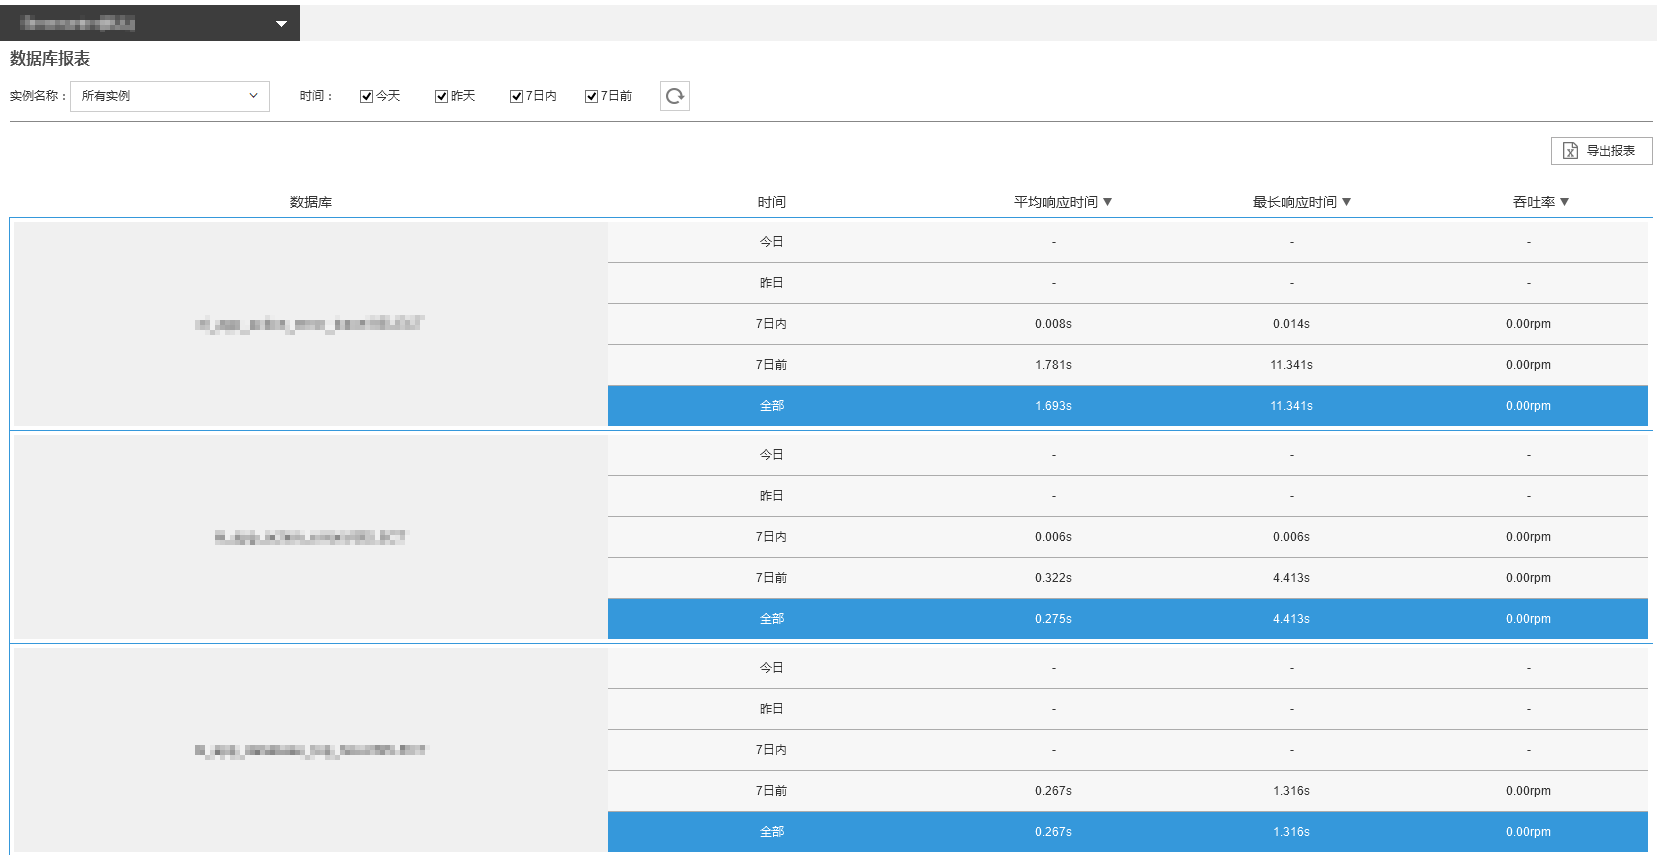 数据库报表
实例名称： 所有实例 时间： 今天 昨天 7日内 7日前
导出报表
数据库 时间 平均响应时间▼ 最长响应时间▼ 吞吐率▼
今日 - - -
昨日 - - -
7日内 0.008s 0.014s 0.00rpm
7日前 1.781s 11.341s 0.00rpm
全部 1.693s 11.341s 0.00rpm
今日 - - -
昨日 - - -
7日内 0.006s 0.006s 0.00rpm
7日前 0.322s 4.413s 0.00rpm
全部 0.275s 4.413s 0.00rpm
今日 - - -
昨日 - - -
7日内 - - -
7日前 0.267s 1.316s 0.00rpm
全部 0.267s 1.316s 0.00rpm